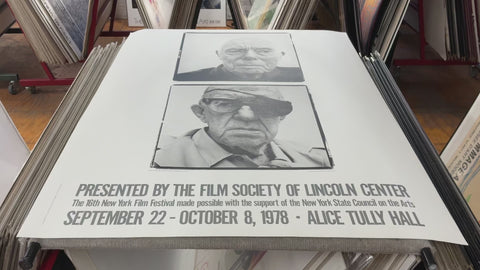 PRESENTED BY THE FILM SOCIETY OF LINCOLN CENTER
The 16th New York Film Festival made possible with the support of the New York State Council on the Arts
SEPTEMBER 22 - OCTOBER 8, 1978 • ALICE TULLY HALL